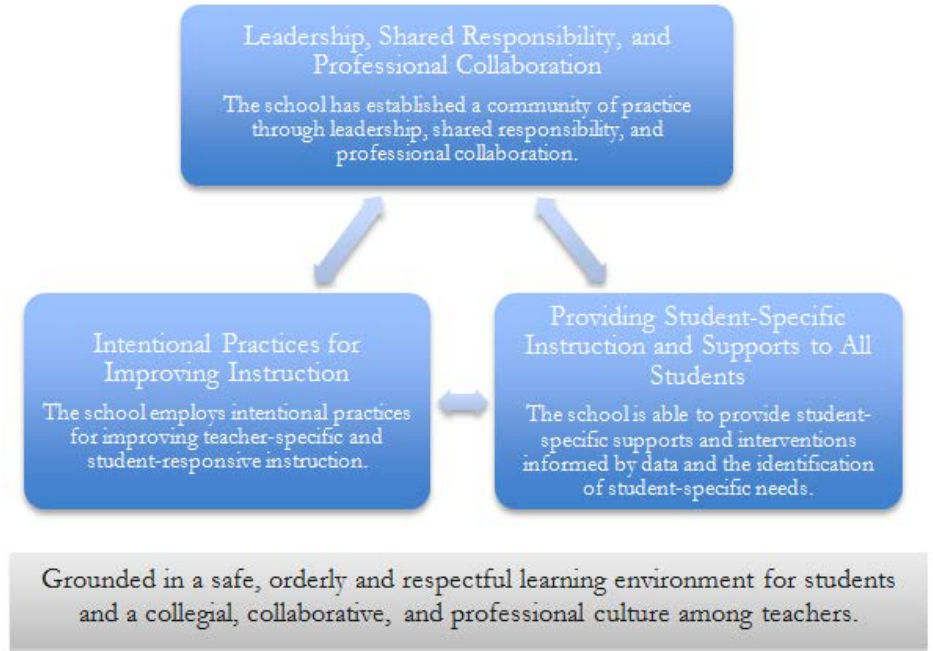 Leadership, Shared Responsibility, and
Professional Collaboration
The school has established a community of practice
through leadership, shared responsibility, and
professional collaboration.
Intentional Practices for
Improving Instruction
The school employs intentional practices
for improving teacher-specific and
student-responsive instruction.
Providing Student-Specific
Instruction and Supports to All
Students
The school is able to provide student-
specific supports and interventions
informed by data and the identification
of student-specific needs.
Grounded in a safe, orderly and respectful learning environment for students
and a collegial, collaborative, and professional culture among teachers.